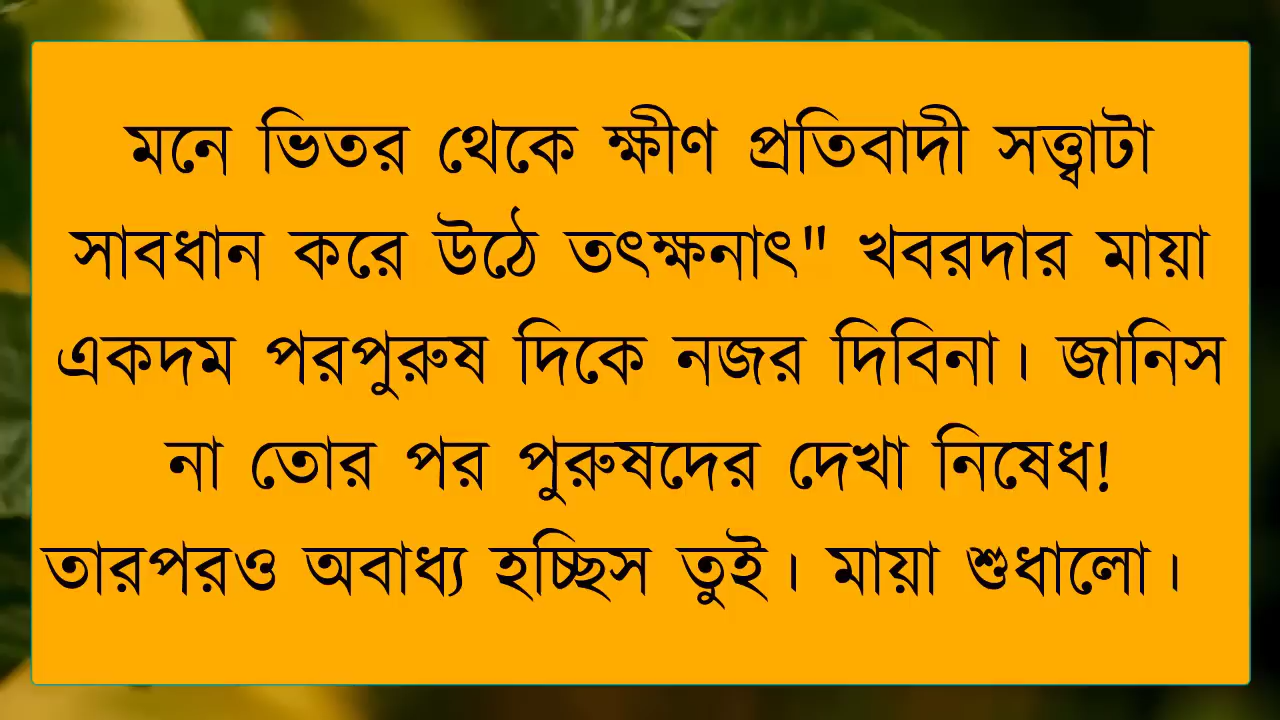 মনে ভিতর থেকে ক্ষীণ প্রতিবাদী সত্ত্বাটা
সাবধান করে উঠে তৎক্ষনাৎ" খবরদার মায়া
একদম পরপুরুষ দিকে নজর দিবিনা। জানিস
না তোর পর পুরুষদের দেখা নিষেধ!
তারপরও অবাধ্য হচ্ছিস তুই। মায়া শুধালো।